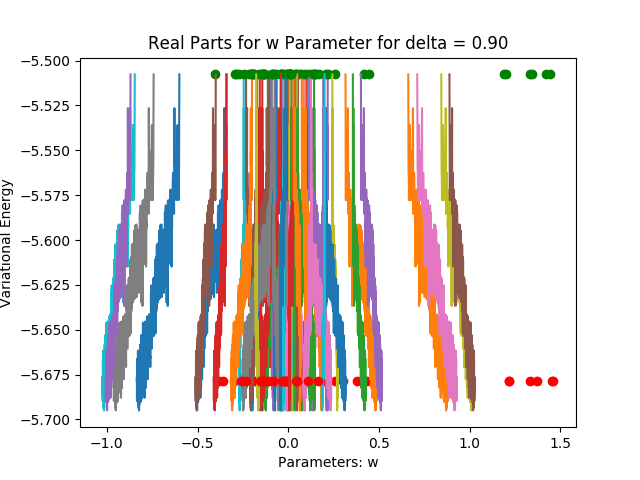 Real Parts for w Parameter for delta = 0.90
Variational Energy
−5.500
−5.525
−5.550
−5.575
−5.600
−5.625
−5.650
−5.675
−5.700
−1.0 −0.5 0.0 0.5 1.0 1.5
Parameters: w